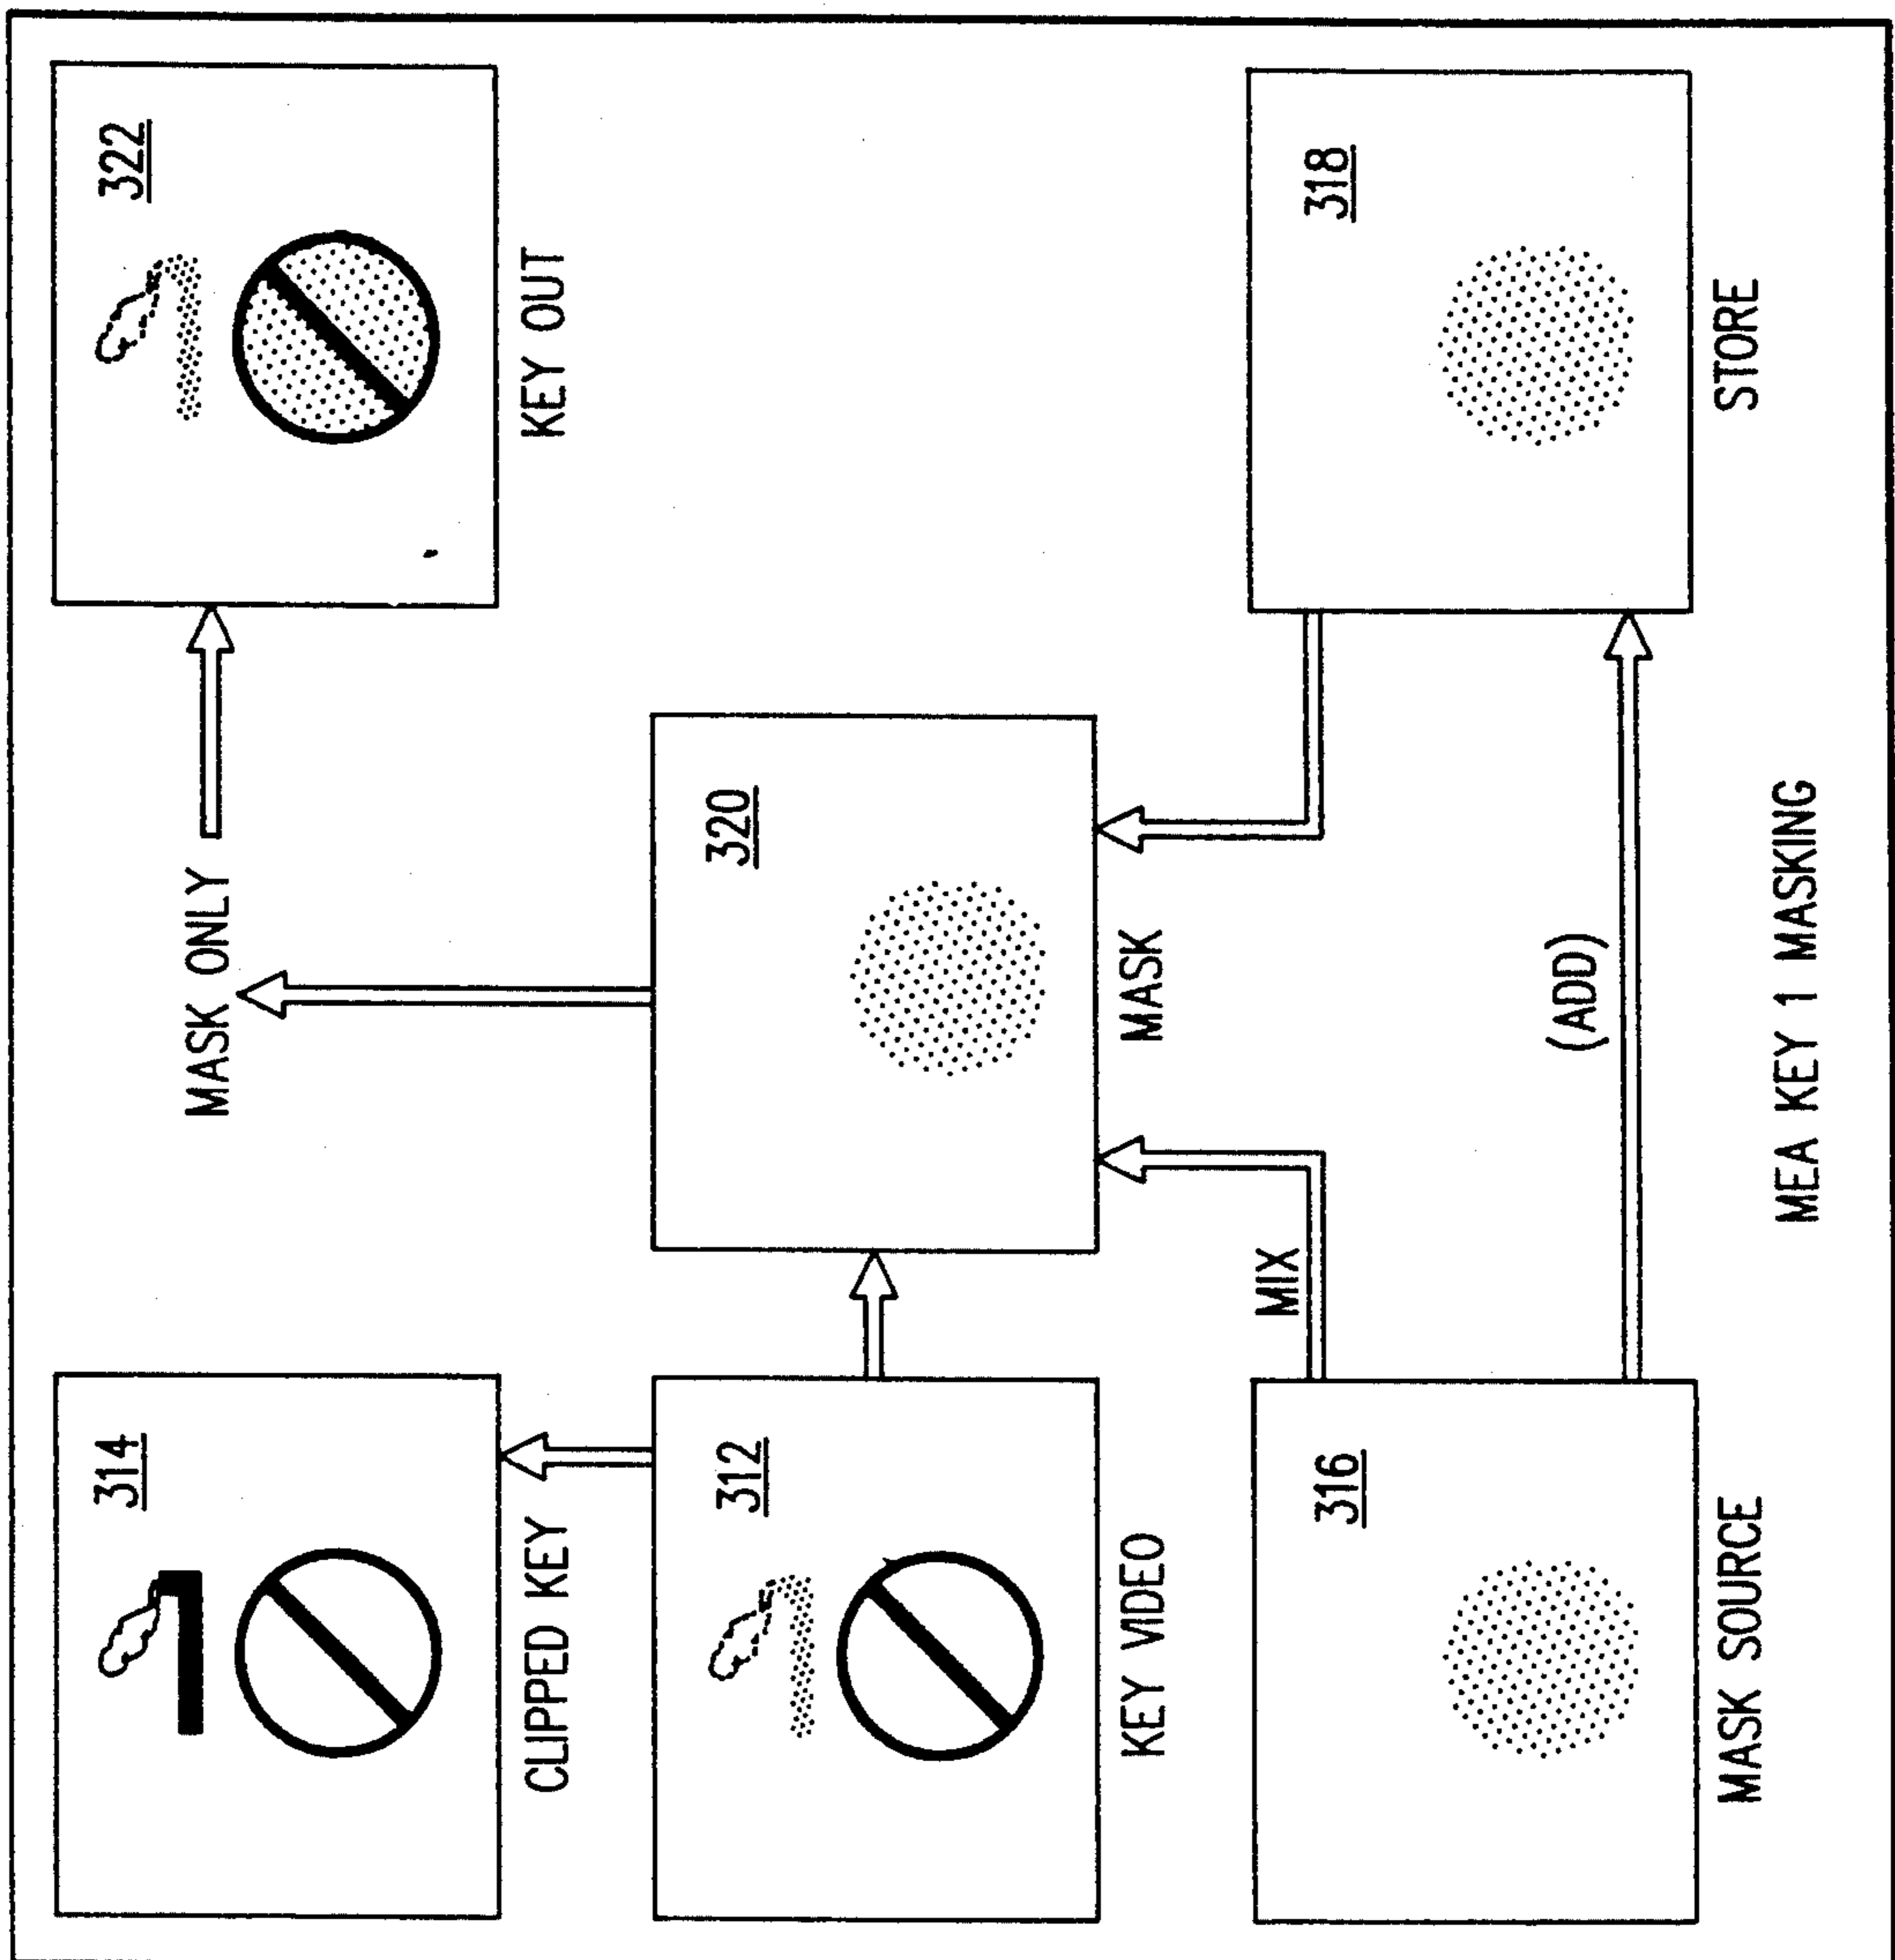 314
CLIPPED KEY
MASK ONLY
322
KEY OUT
312
KEY VIDEO
320
MASK
MIX
316
MASK SOURCE
(ADD)
318
STORE
MEA KEY 1 MASKING